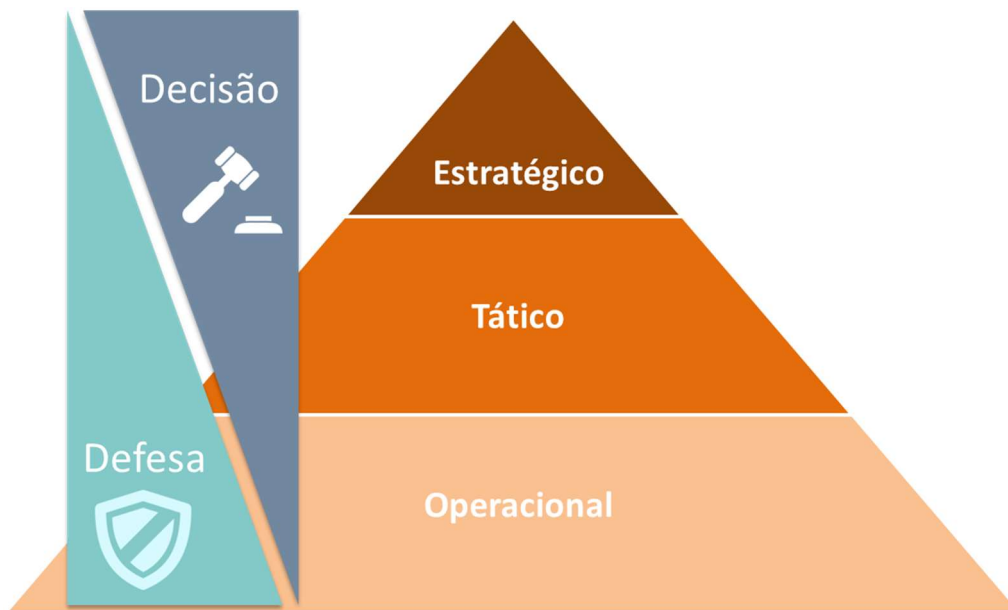 Decisão
Estratégico
Tático
Defesa
Operacional